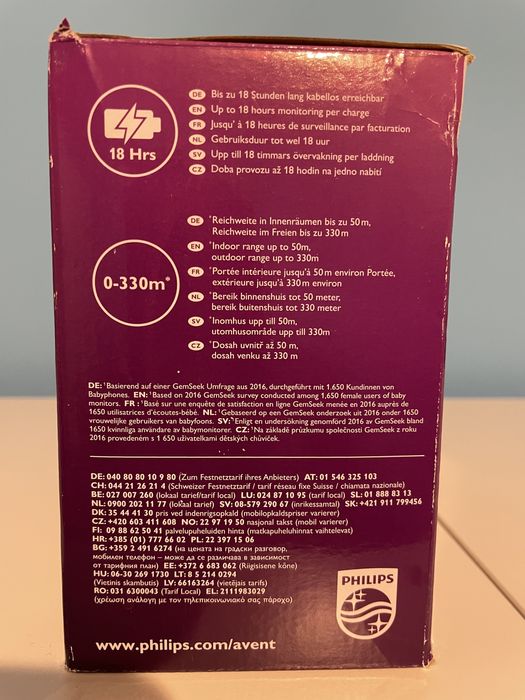 18 Hrs
DE Bis zu 18 Stunden lang kabellos erreichbar
EN Up to 18 hours monitoring per charge
FR Jusqu' à 18 heures de surveillance par facturation
NL Gebruiksduur tot wel 18 uur
SV Upp till 18 timmars övervakning per laddning
CZ Doba provozu až 18 hodin na jedno nabití
0-330m*
DE *Reichweite in Innenräumen bis zu 50m,
Reichweite im Freien bis zu 330m
EN *Indoor range up to 50m,
outdoor range up to 330m
FR *Portée intérieure jusqu'à 50m environ Portée,
extérieure jusqu'à 330m environ
NL *Bereik binnenshuis tot 50 meter,
bereik buitenshuis tot 330 meter
SV *Inomhus upp till 50m,
utomhusområde upp till 330m
CZ *Dosah uvnitř až 50 m,
dosah venku až 330 m
DE: ¹Basierend auf einer GemSeek Umfrage aus 2016, durchgeführt mit 1.650 Kundinnen von
Babyphones. EN: ¹Based on 2016 GemSeek survey conducted among 1,650 female users of baby
monitors. FR : ¹Basé sur une enquête de satisfaction en ligne GemSeek menée en 2016 auprès de
1650 utilisatrices d'écoutes-bébé. NL: ¹Gebaseerd op een GemSeek onderzoek uit 2016 onder 1650
vrouwelijke gebruikers van babyfoons. SV: ¹Enligt en undersökning genomförd 2016 av GemSeek bland
1650 kvinnliga användare av babymonitorer. CZ: ¹Na základě průzkumu společnosti GemSeek z roku
2016 provedeném s 1 650 uživatelkami dětských chůviček.
DE: 040 80 80 10 9 80 (Zum Festnetztarif ihres Anbieters) AT: 01 546 325 103
CH: 044 21 26 21 4 (Schweizer Festnetztarif / tarif réseau fixe Suisse / chiamata nazionale)
BE: 027 007 260 (lokaal tarief/tarif local) LU: 024 87 10 95 (tarif local) SL: 01 888 83 13
NL: 0900 202 11 77 (lokaal tarief) SV: 08-579 290 67 (inrikessamtal) SK: +421 911 799456
DK: 35 44 41 30 pris ved indenrigsopkald (mobilopkaldspriser varierer)
CZ: +420 603 411 608 NO: 22 97 19 50 nasjonal takst (mobil varierer)
FI: 09 88 62 50 41 palvelupuheluiden hinta (matkapuheluhinnat vaihtelevat)
HR: +385 (01) 777 66 02 PL: 22 397 15 06
BG: +359 2 491 6274 (на цената на градски разговор,
мобилен телефон – може да се различава в зависимост
от тарифния план) EE: +372 6 683 062 (Riigisisene kõne)
HU: 06-30 269 1730 LT: 8 5 214 0294
(Vietinis skambutis) LV: 66163264 (vietējais tarifs)
RO: 031 6300043 (Tarif Local) EL: 2111983029
(χρέωση ανάλογη με τον τηλεπικοινωνιακό σας πάροχο)
PHILIPS
www.philips.com/avent